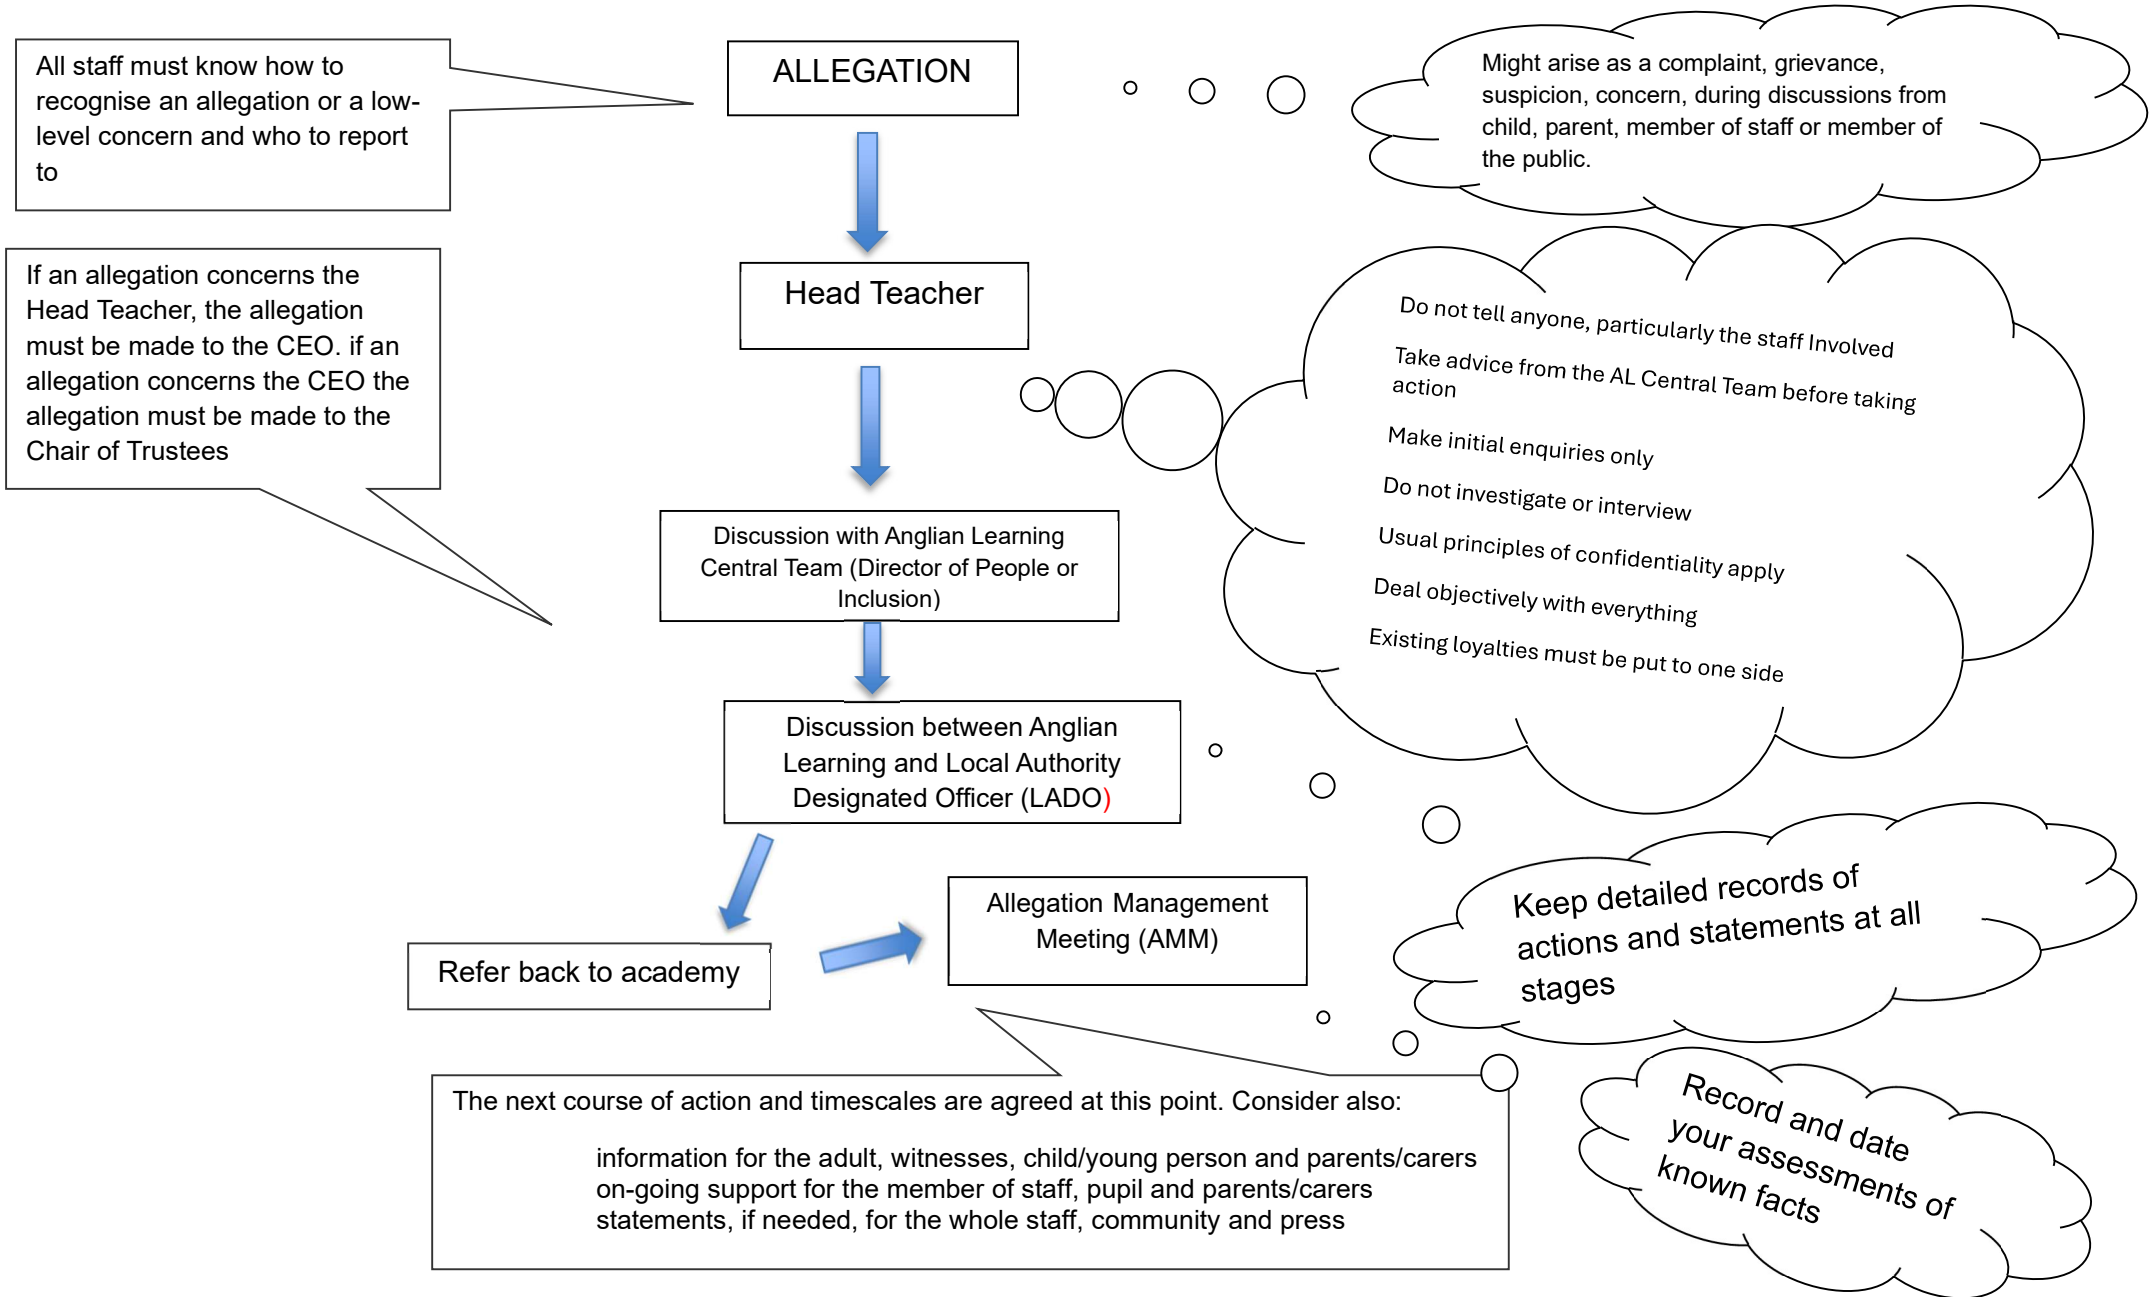 All staff must know how to
recognise an allegation or a low-
level concern and who to report
to
ALLEGATION
Might arise as a complaint, grievance,
suspicion, concern, during discussions from
child, parent, member of staff or member of
the public.
If an allegation concerns the
Head Teacher, the allegation
must be made to the CEO. if an
allegation concerns the CEO the
allegation must be made to the
Chair of Trustees
Head Teacher
Do not tell anyone, particularly the staff Involved
Take advice from the AL Central Team before taking
action
Make initial enquiries only
Do not investigate or interview
Usual principles of confidentiality apply
Deal objectively with everything
Existing loyalties must be put to one side
Discussion with Anglian Learning
Central Team (Director of People or
Inclusion)
Discussion between Anglian
Learning and Local Authority
Designated Officer (LADO)
Keep detailed records of
actions and statements at all
stages
Refer back to academy
Allegation Management
Meeting (AMM)
The next course of action and timescales are agreed at this point. Consider also:
information for the adult, witnesses, child/young person and parents/carers
on-going support for the member of staff, pupil and parents/carers
statements, if needed, for the whole staff, community and press
Record and date
your assessments of
known facts